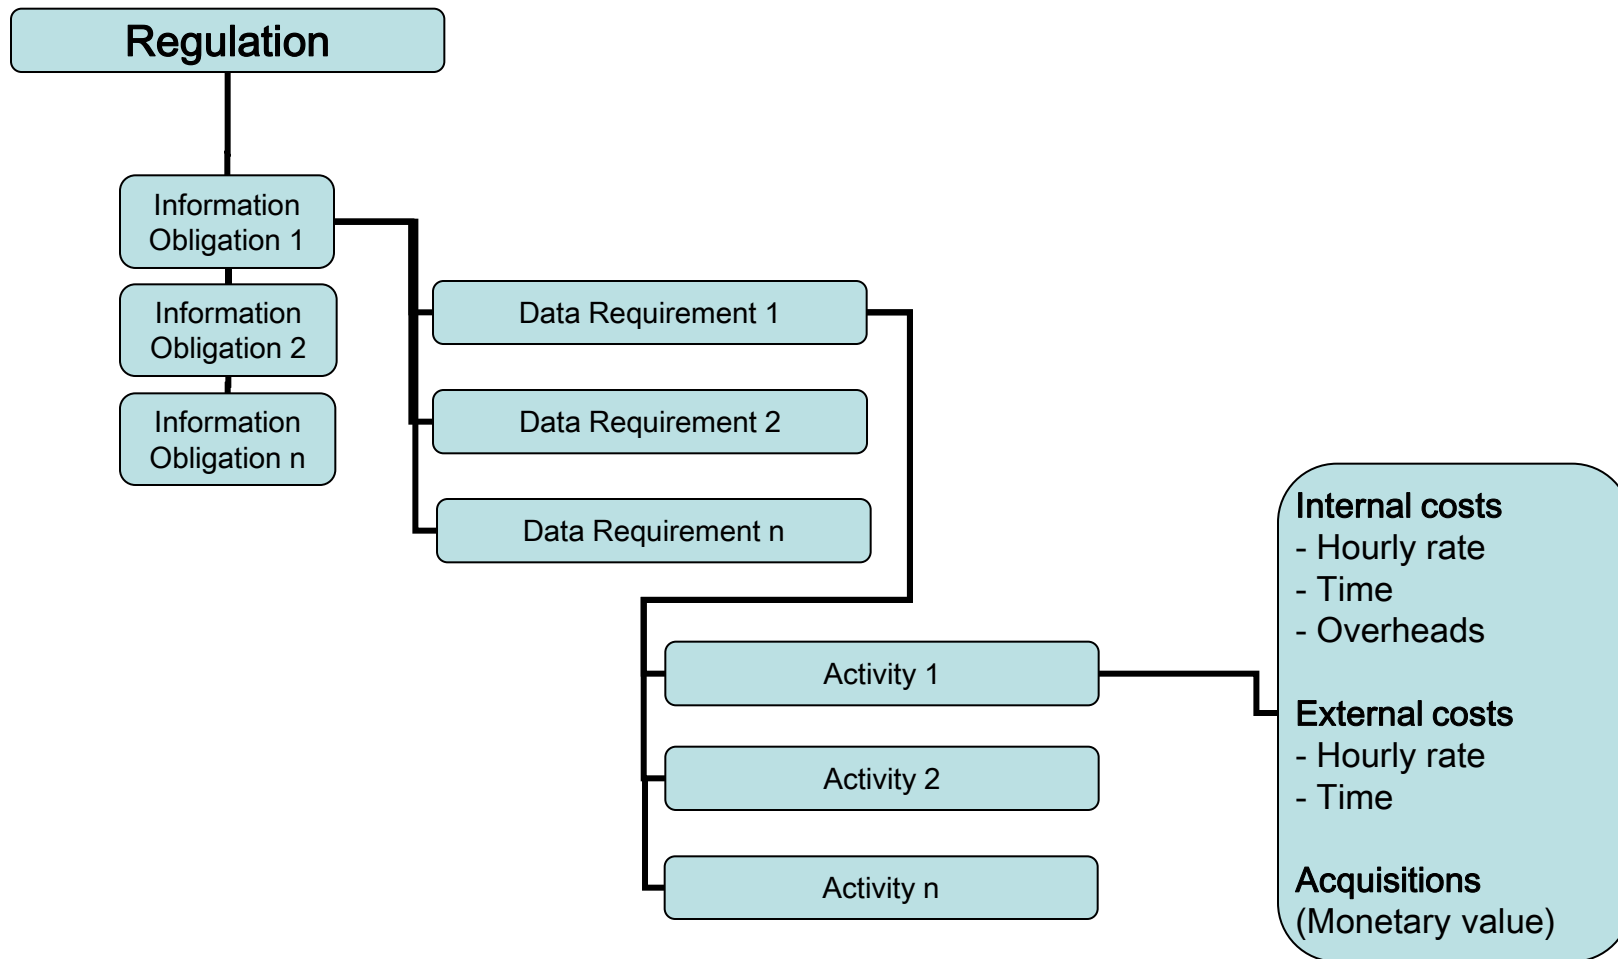 Regulation
Information
Obligation 1
Information
Obligation 2
Information
Obligation n
Data Requirement 1
Data Requirement 2
Data Requirement n
Activity 1
Activity 2
Activity n
Internal costs
- Hourly rate
- Time
- Overheads
External costs
- Hourly rate
- Time
Acquisitions
(Monetary value)